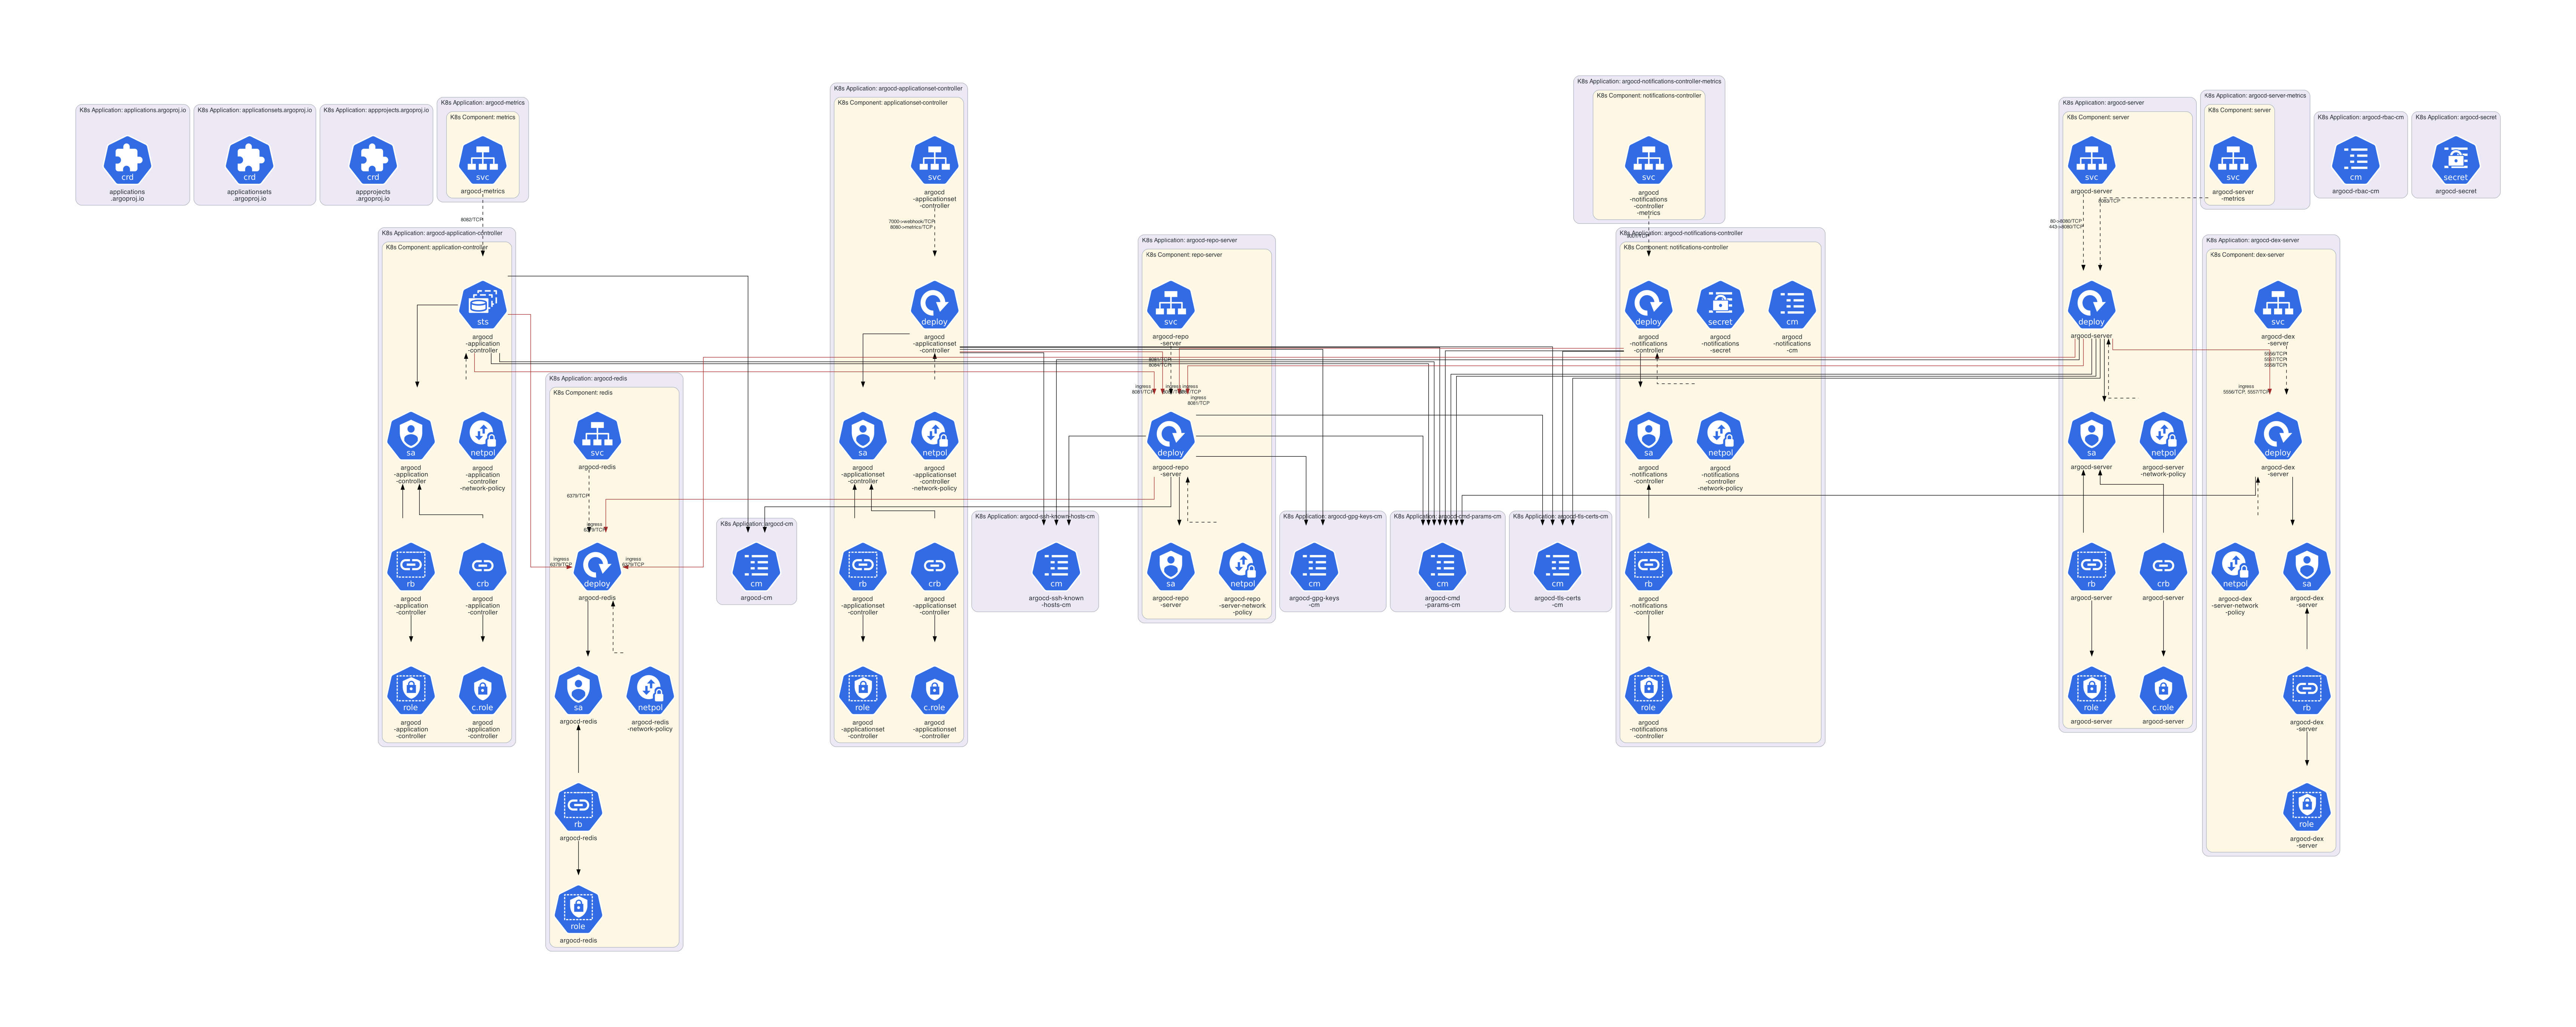 K8s Application: applications.argoproj.io
crd
applications
.argoproj.io
K8s Application: applicationsets.argoproj.io
crd
applicationsets
.argoproj.io
K8s Application: appprojects.argoproj.io
crd
appprojects
.argoproj.io
K8s Application: argocd-metrics
K8s Component: metrics
svc
argocd-metrics
8082/TCP
K8s Application: argocd-application-controller
K8s Component: application-controller
sts
argocd
-application
-controller
sa
argocd
-application
-controller
netpol
argocd
-application
-controller
-network-policy
rb
argocd
-application
-controller
crb
argocd
-application
-controller
role
argocd
-application
-controller
c.role
argocd
-application
-controller
K8s Application: argocd-redis
K8s Component: redis
svc
argocd-redis
6379/TCP
ingress
6379/TCP
ingress
6379/TCP
ingress
6379/TCP
deploy
argocd-redis
sa
argocd-redis
netpol
argocd-redis
-network-policy
rb
argocd-redis
role
argocd-redis
K8s Application: argocd-cm
cm
argocd-cm
K8s Application: argocd-applicationset-controller
K8s Component: applicationset-controller
svc
argocd
-applicationset
-controller
7000->webhook/TCP
8080->metrics/TCP
deploy
argocd
-applicationset
-controller
sa
argocd
-applicationset
-controller
netpol
argocd
-applicationset
-controller
-network-policy
rb
argocd
-applicationset
-controller
crb
argocd
-applicationset
-controller
role
argocd
-applicationset
-controller
c.role
argocd
-applicationset
-controller
K8s Application: argocd-ssh-known-hosts-cm
cm
argocd-ssh-known
-hosts-cm
K8s Application: argocd-repo-server
K8s Component: repo-server
svc
argocd-repo
-server
8081/TCP
8084/TCP
ingress
8081/TCP
ingress
ingress
ingress
8081/TCP
deploy
argocd-repo
-server
sa
argocd-repo
-server
netpol
argocd-repo
-server-network
-policy
K8s Application: argocd-gpg-keys-cm
cm
argocd-gpg-keys
-cm
K8s Application: argocd-cmd-params-cm
cm
argocd-cmd
-params-cm
K8s Application: argocd-tls-certs-cm
cm
argocd-tls-certs
-cm
K8s Application: argocd-notifications-controller-metrics
K8s Component: notifications-controller
svc
argocd
-notifications
-controller
-metrics
K8s Application: argocd-notifications-controller
K8s Component: notifications-controller
deploy
argocd
-notifications
-controller
secret
argocd
-notifications
-secret
cm
argocd
-notifications
-cm
sa
argocd
-notifications
-controller
netpol
argocd
-notifications
-controller
-network-policy
rb
argocd
-notifications
-controller
role
argocd
-notifications
-controller
K8s Application: argocd-server
K8s Component: server
svc
argocd-server
80->8080/TCP
443->8080/TCP
8083/TCP
deploy
argocd-server
sa
argocd-server
netpol
argocd-server
-network-policy
rb
argocd-server
crb
argocd-server
role
argocd-server
c.role
argocd-server
K8s Application: argocd-server-metrics
K8s Component: server
svc
argocd-server
-metrics
K8s Application: argocd-dex-server
K8s Component: dex-server
svc
argocd-dex
-server
5556/TCP
5557/TCP
5558/TCP
ingress
5556/TCP, 5557/TCP
deploy
argocd-dex
-server
netpol
argocd-dex
-server-network
-policy
sa
argocd-dex
-server
rb
argocd-dex
-server
role
argocd-dex
-server
K8s Application: argocd-rbac-cm
cm
argocd-rbac-cm
K8s Application: argocd-secret
secret
argocd-secret